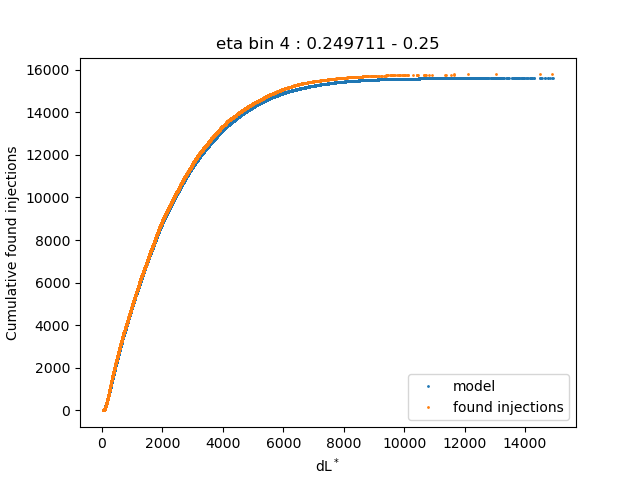 eta bin 4 : 0.249711 - 0.25
16000
14000
12000
10000
8000
6000
4000
2000
0
Cumulative found injections
model
found injections
0 2000 4000 6000 8000 10000 12000 14000
dL*